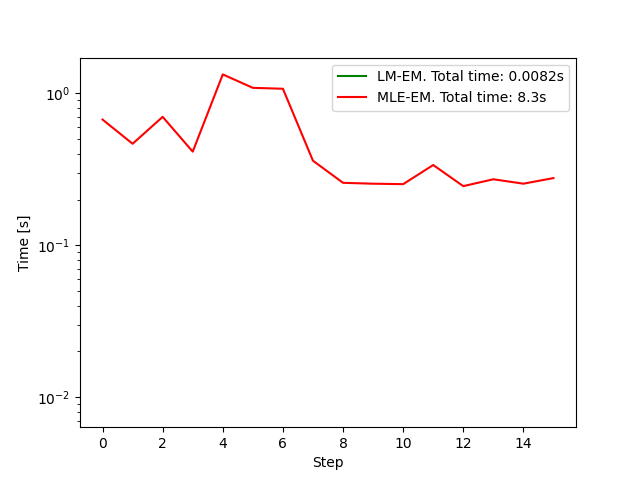 LM-EM. Total time: 0.0082s
MLE-EM. Total time: 8.3s
10⁰
10⁻¹
10⁻²
Time [s]
0 2 4 6 8 10 12 14
Step